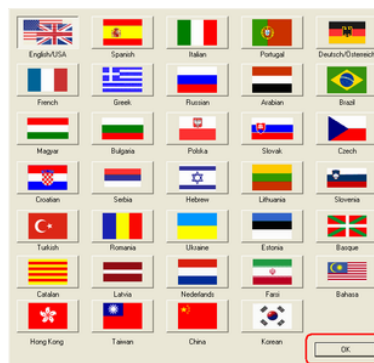 English/USA Spanish Italian Portugal Deutsch/Österreich
French Greek Russian Arabian Brazil
Magyar Bulgaria Polska Slovak Czech
Croatian Serbia Hebrew Lithuania Slovenia
Turkish Romania Ukraine Estonia Basque
Catalan Latvia Nederlands Farsi Bahasa
Hong Kong Taiwan China Korean OK